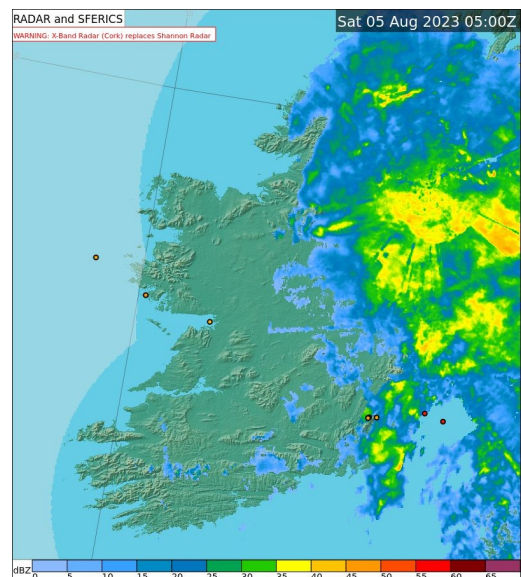 RADAR and SFERICS
Sat 05 Aug 2023 05:00Z
WARNING: X-Band Radar (Cork) replaces Shannon Radar
dBZ 0 5 10 15 20 25 30 35 40 45 50 55 60 65